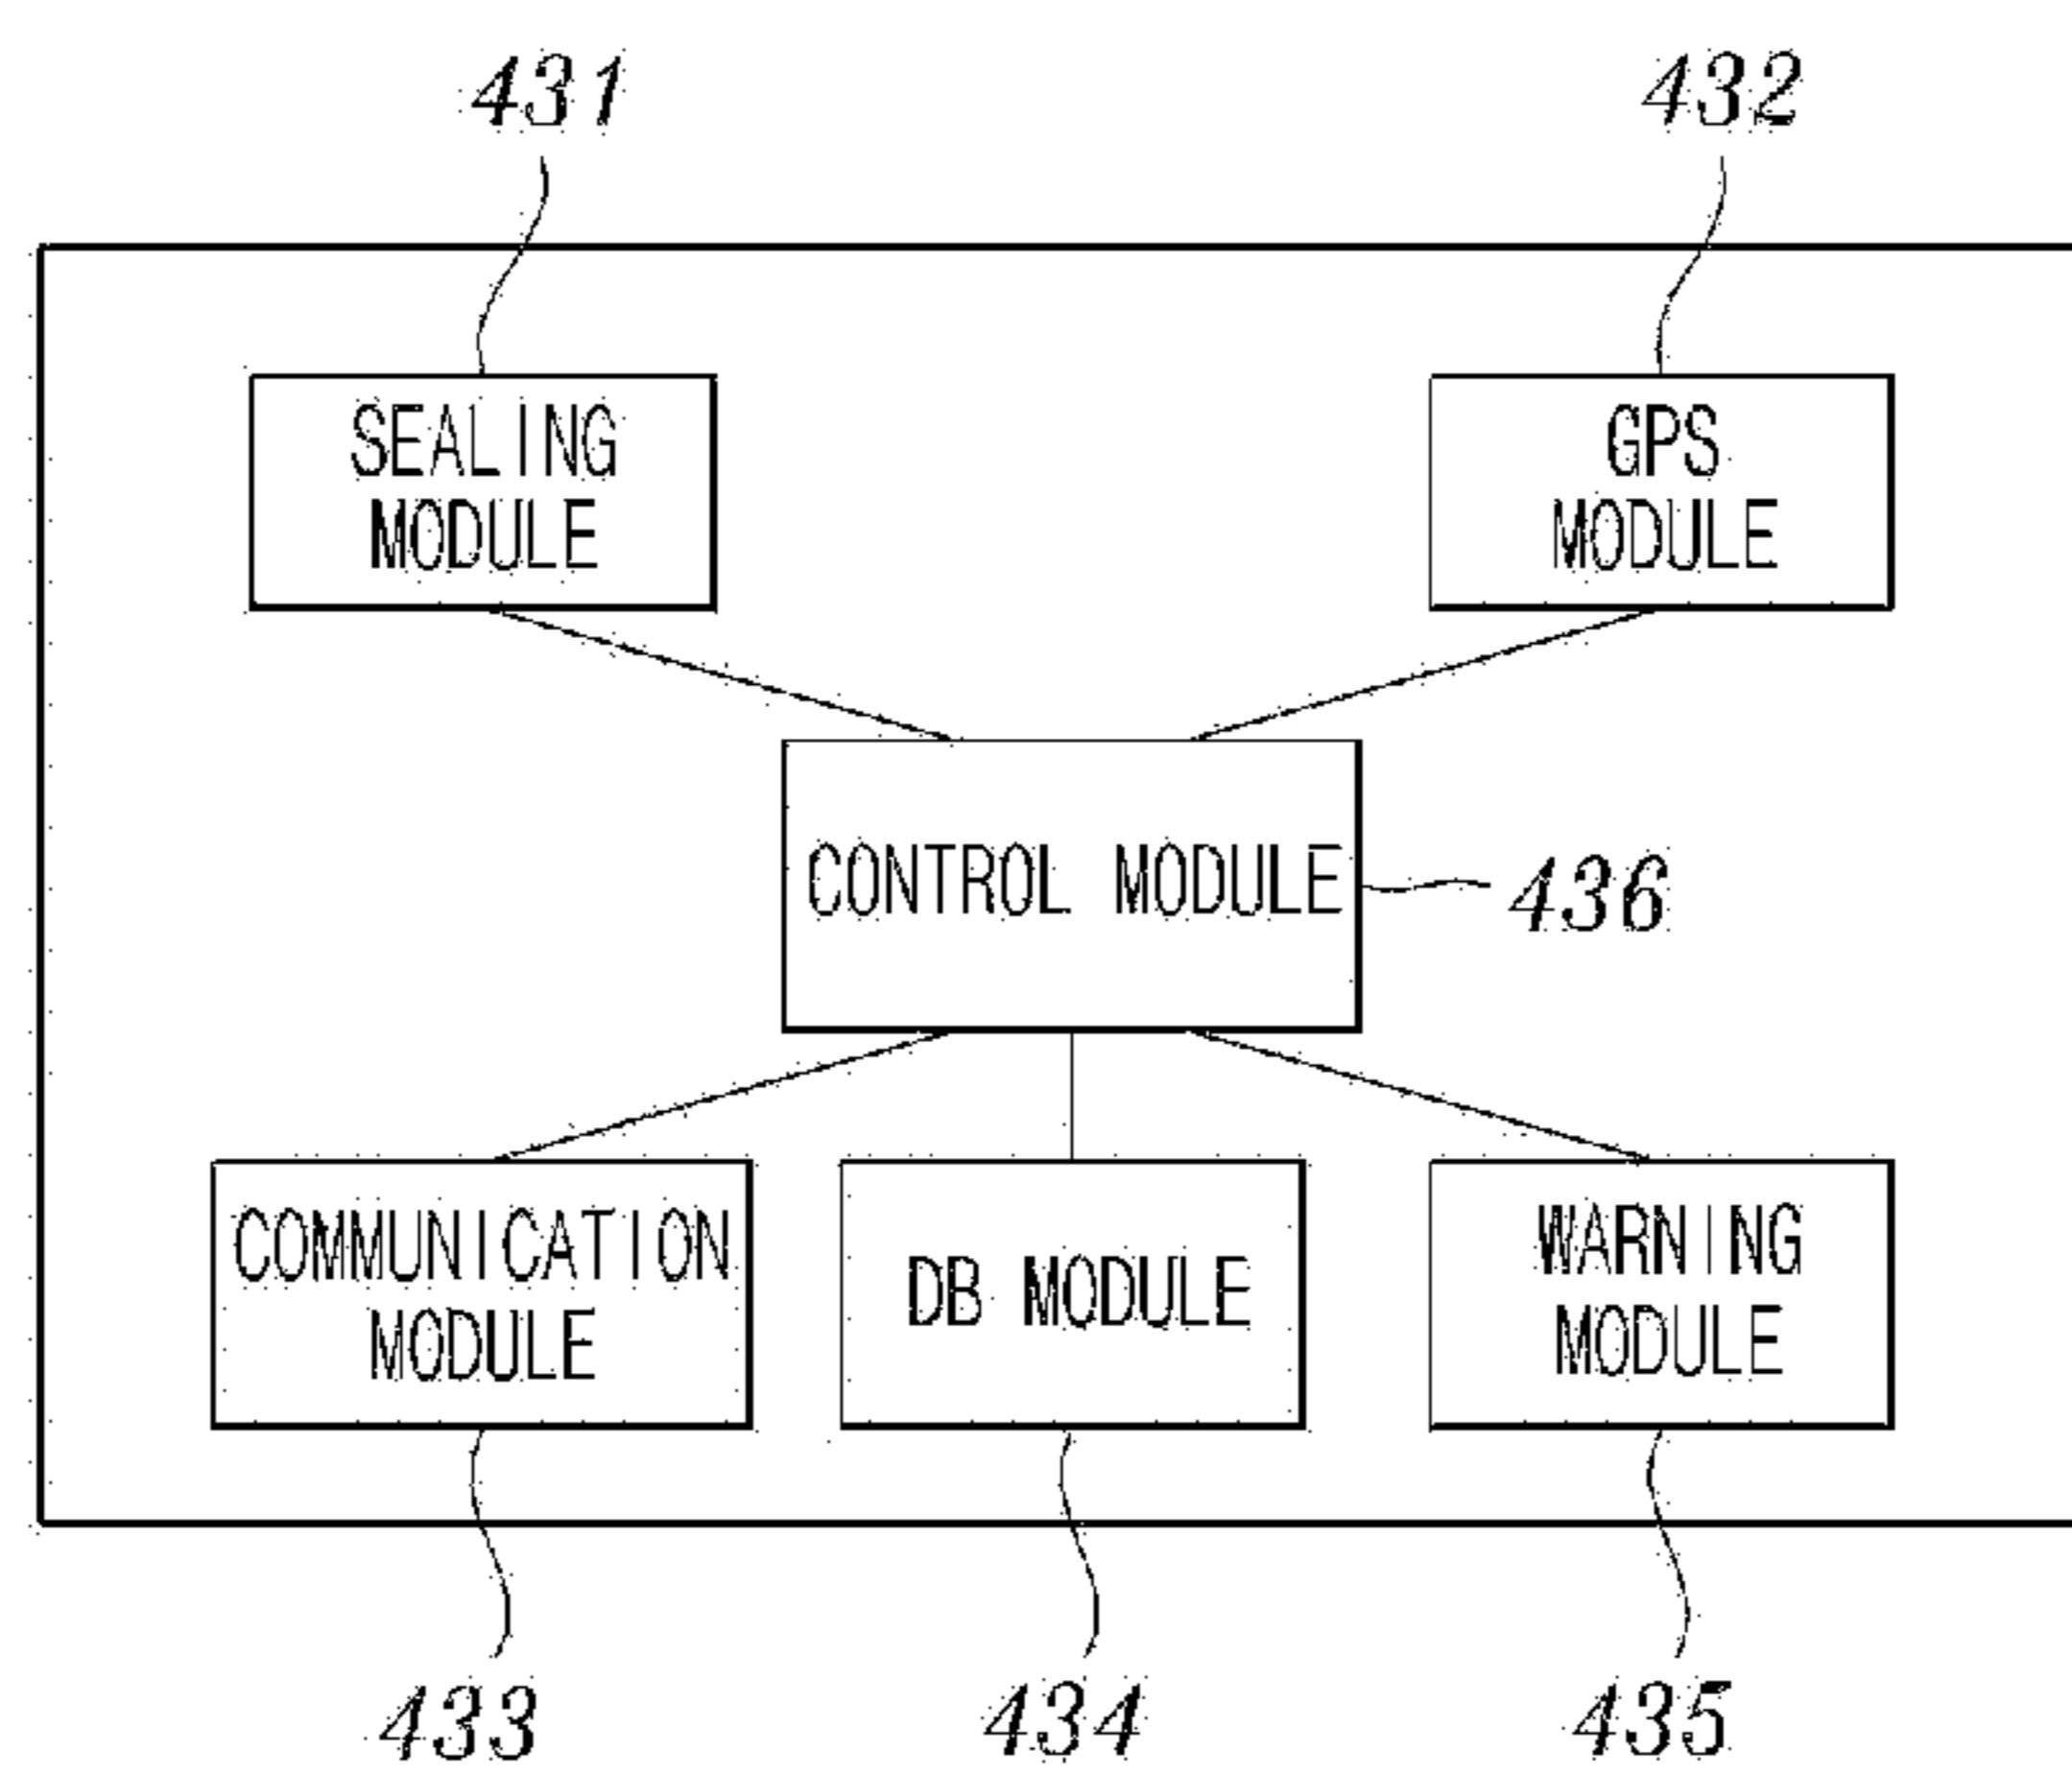 431
432
SEALING
MODULE
GPS
MODULE
CONTROL MODULE
436
COMMUNICATION
MODULE
DB MODULE
WARNING
MODULE
433
434
435